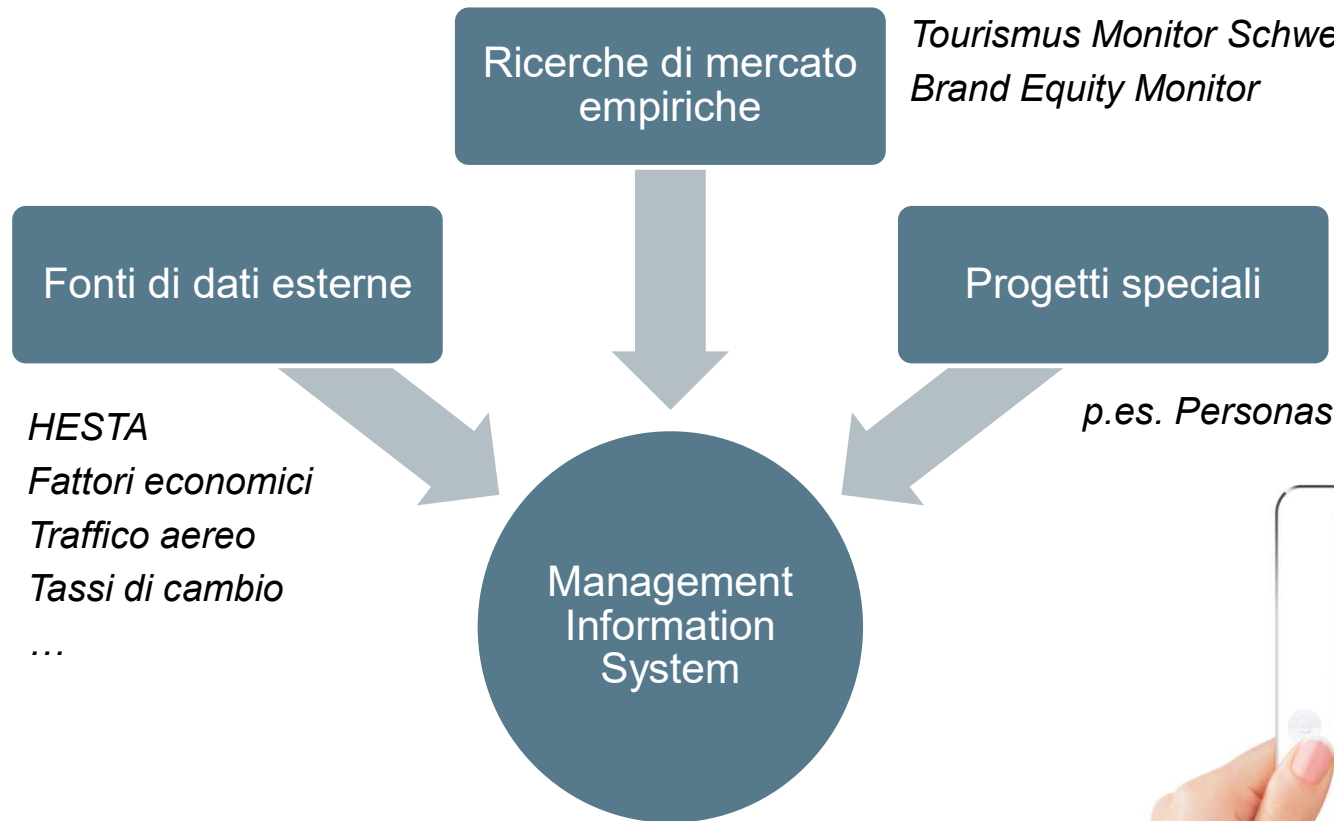 Ricerche di mercato
empiriche
Tourismus Monitor Schwe
Brand Equity Monitor
Fonti di dati esterne
Progetti speciali
HESTA
Fattori economici
Traffico aereo
Tassi di cambio
…
p.es. Personas
Management
Information
System